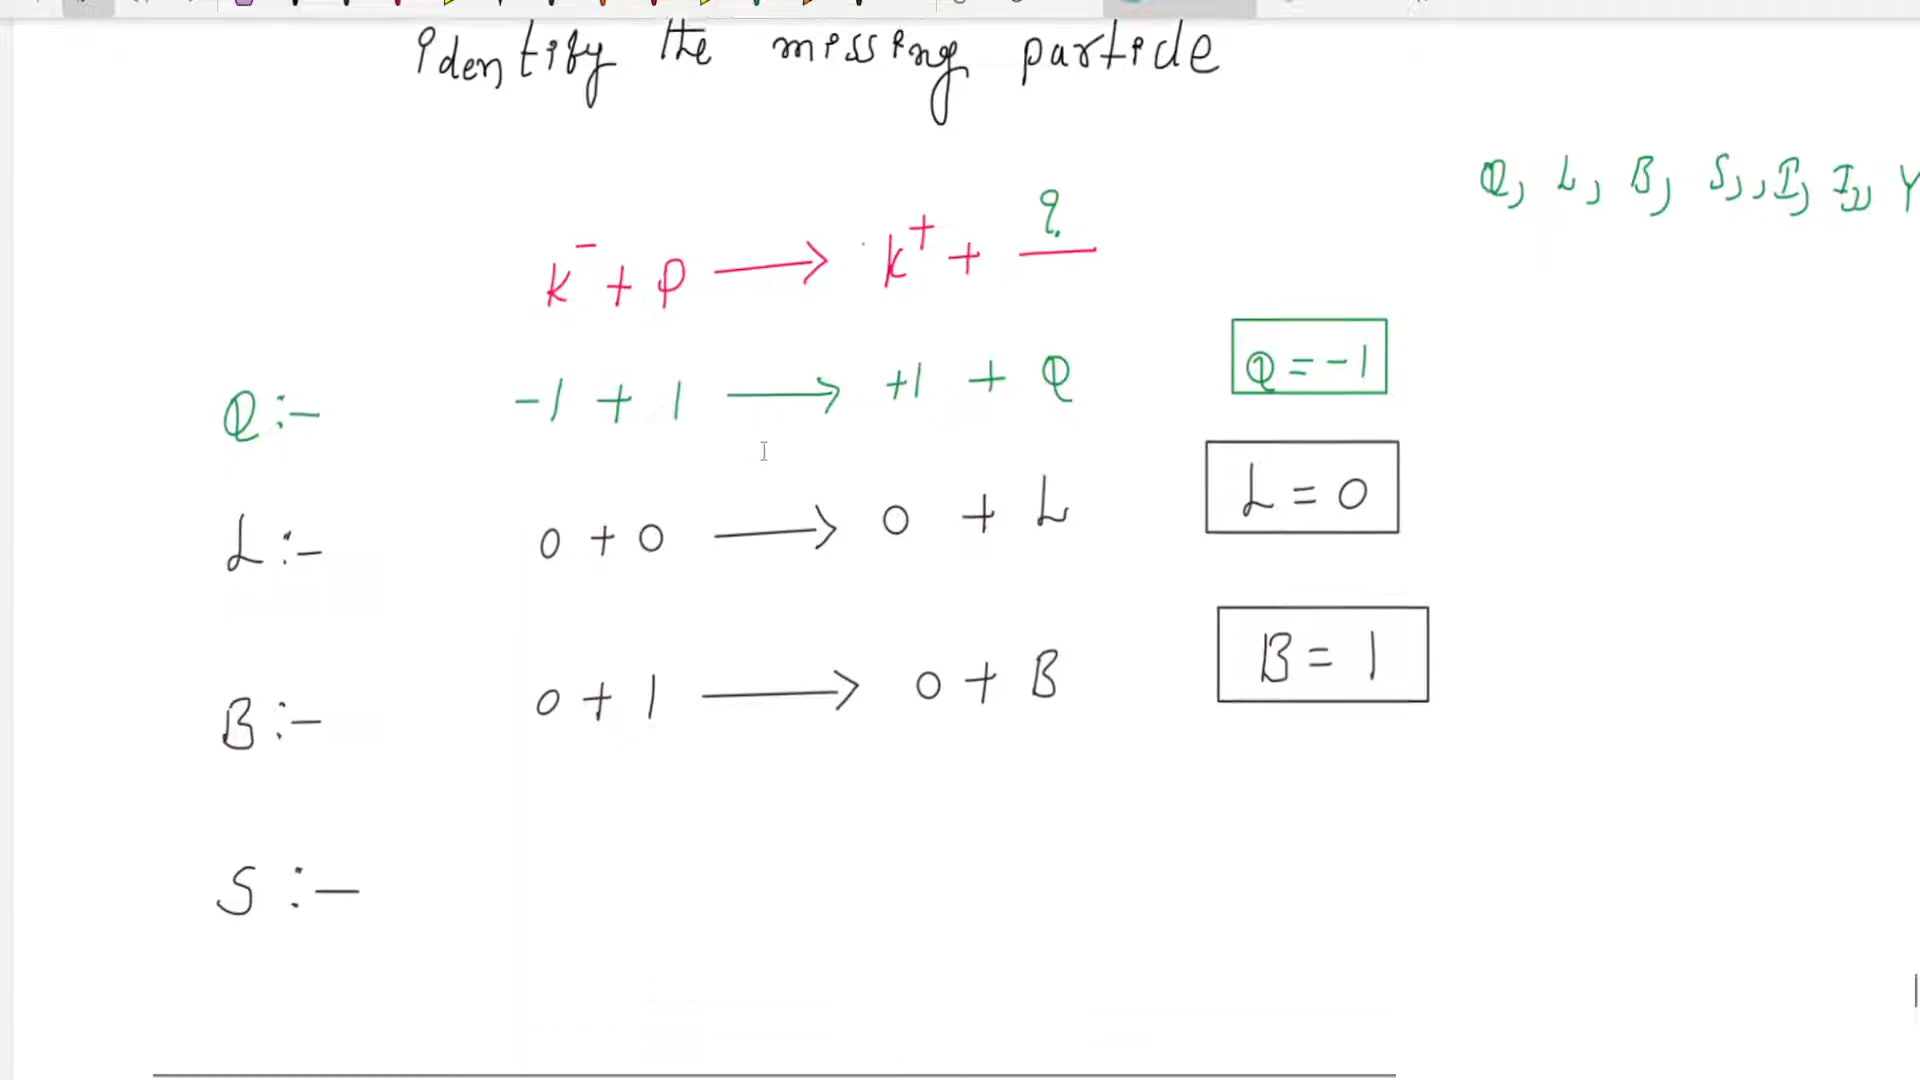 identify the missing particle
Q, L, B, S, I, I₃, Y
K⁻ + P ⟶ K⁺ + ?
Q :- -1 + 1 ⟶ +1 + Q Q = -1
L :- 0 + 0 ⟶ 0 + L L = 0
B :- 0 + 1 ⟶ 0 + B B = 1
S :-